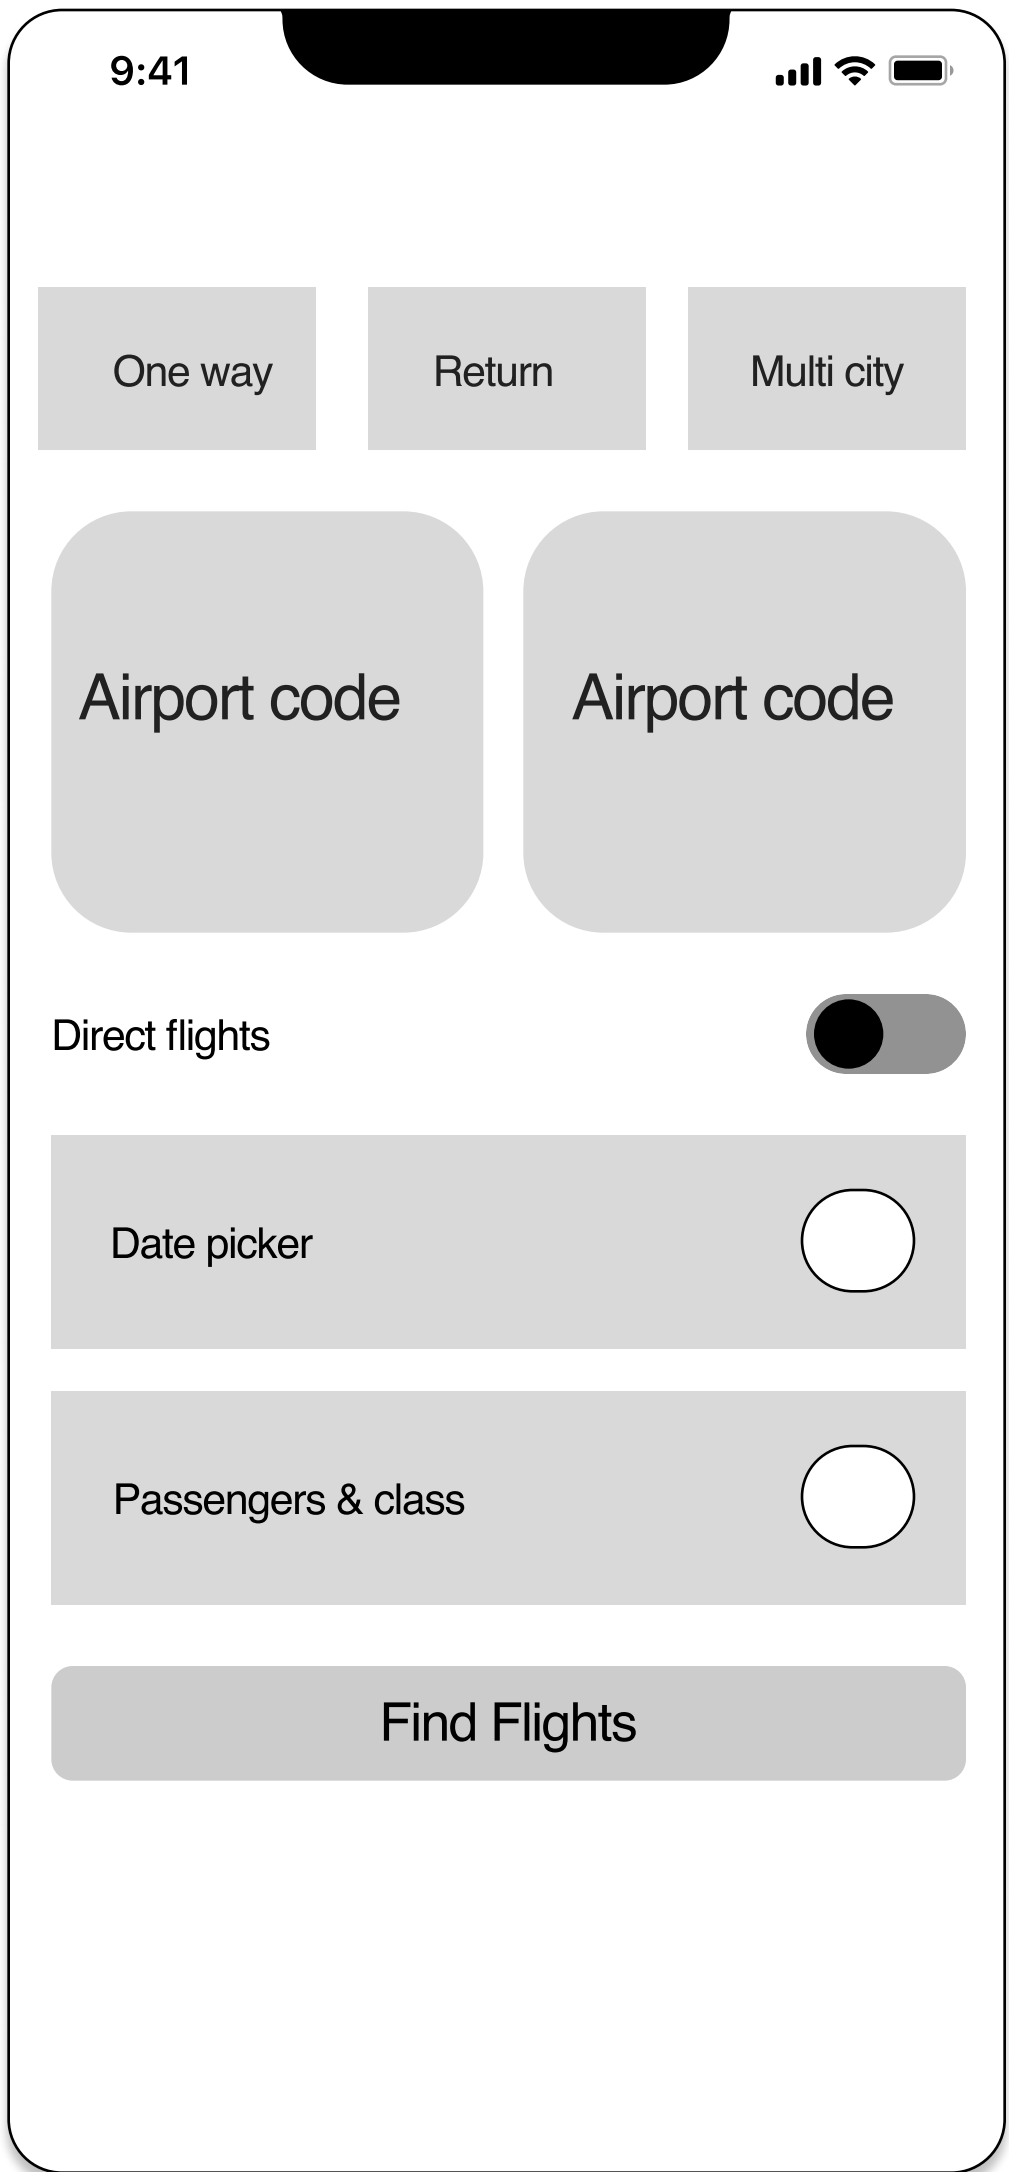 9:41
One way
Return
Multi city
Airport code
Airport code
Direct flights
Date picker
Passengers & class
Find Flights